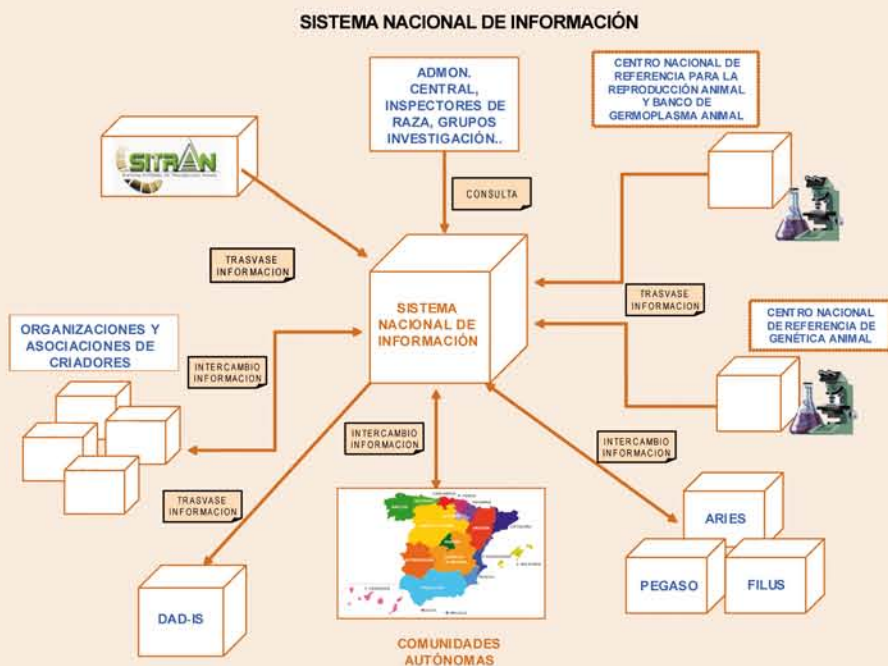 SISTEMA NACIONAL DE INFORMACIÓN
ADMON.
CENTRAL,
INSPECTORES DE
RAZA, GRUPOS
INVESTIGACIÓN..
CENTRO NACIONAL DE
REFERENCIA PARA LA
REPRODUCCIÓN ANIMAL
Y BANCO DE
GERMOPLASMA ANIMAL
SITRAN
CONSULTA
TRASVASE
INFORMACION
SISTEMA
NACIONAL DE
INFORMACIÓN
TRASVASE
INFORMACION
CENTRO NACIONAL
DE REFERENCIA DE
GENÉTICA ANIMAL
ORGANIZACIONES Y
ASOCIACIONES DE
CRIADORES
INTERCAMBIO
INFORMACION
INTERCAMBIO
INFORMACION
INTERCAMBIO
INFORMACION
TRASVASE
INFORMACION
ARIES
PEGASO
FILUS
DAD-IS
COMUNIDADES
AUTÓNOMAS